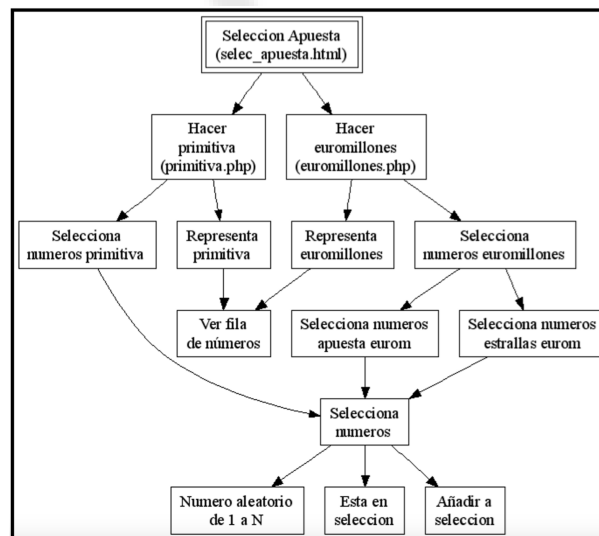 Seleccion Apuesta
(selec_apuesta.html)
Hacer
primitiva
(primitiva.php)
Hacer
euromillones
(euromillones.php)
Selecciona
numeros primitiva
Representa
primitiva
Representa
euromillones
Selecciona
numeros euromillones
Ver fila
de números
Selecciona numeros
apuesta eurom
Selecciona numeros
estrallas eurom
Selecciona
numeros
Numero aleatorio
de 1 a N
Esta en
seleccion
Añadir a
seleccion